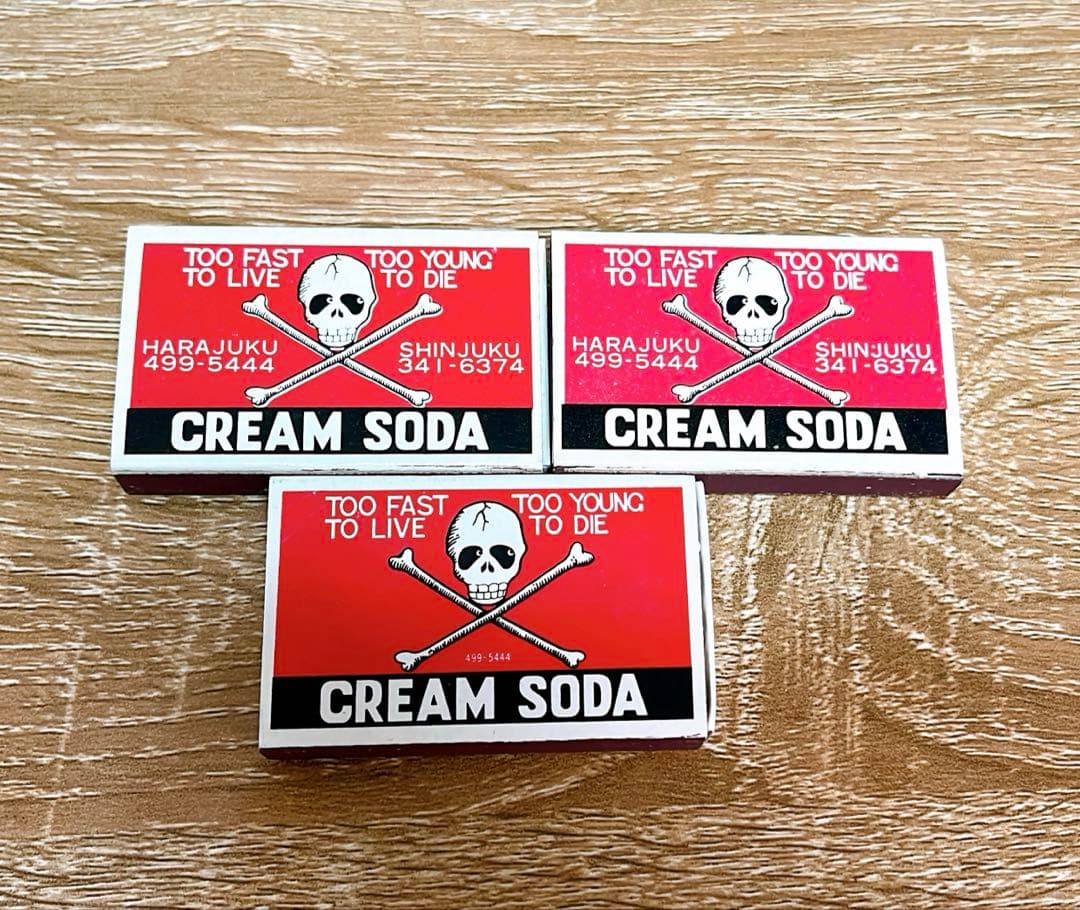 TOO FAST TOO YOUNG
TO LIVE TO DIE
HARAJUKU SHINJUKU
499-5444 341-6374
CREAM SODA
TOO FAST TOO YOUNG
TO LIVE TO DIE
HARAJUKU SHINJUKU
499-5444 341-6374
CREAM SODA
TOO FAST TOO YOUNG
TO LIVE TO DIE
499-5444
CREAM SODA